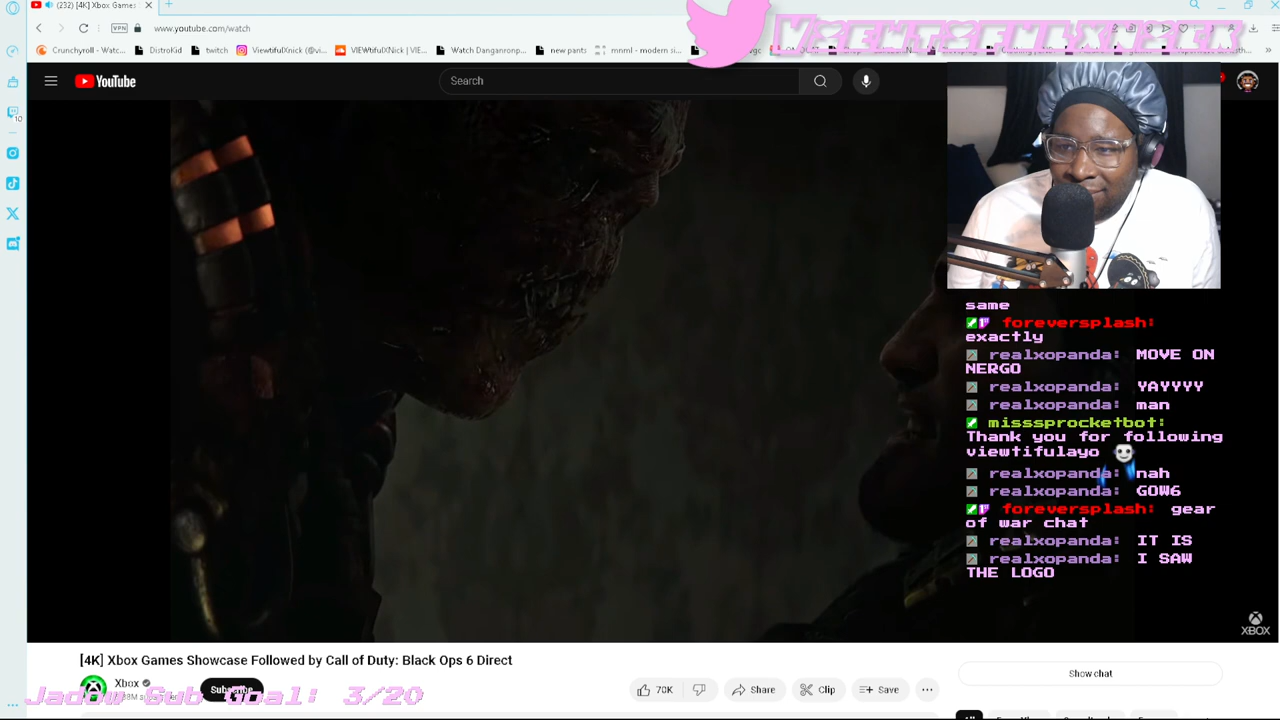 (232) [4K] Xbox Games
www.youtube.com/watch
VPN
Crunchyroll - Watc...
DistroKid
twitch
ViewtifulXnick (@vi...
VIEWtifulXNick | VIE...
Watch Danganronp...
new pants
mnml - modern si...
YouTube
Search
10
same
foreversplash:
exactly
realxopanda: MOVE ON
NERGO
realxopanda: YAYYYY
realxopanda: man
misssprocketbot:
Thank you for following
viewtifulayo
realxopanda: nah
realxopanda: GOW6
foreversplash: gear
of war chat
realxopanda: IT IS
realxopanda: I SAW
THE LOGO
XBOX
[4K] Xbox Games Showcase Followed by Call of Duty: Black Ops 6 Direct
Xbox
70K
Share
Clip
Save
Show chat
Sub Goal: 3/20